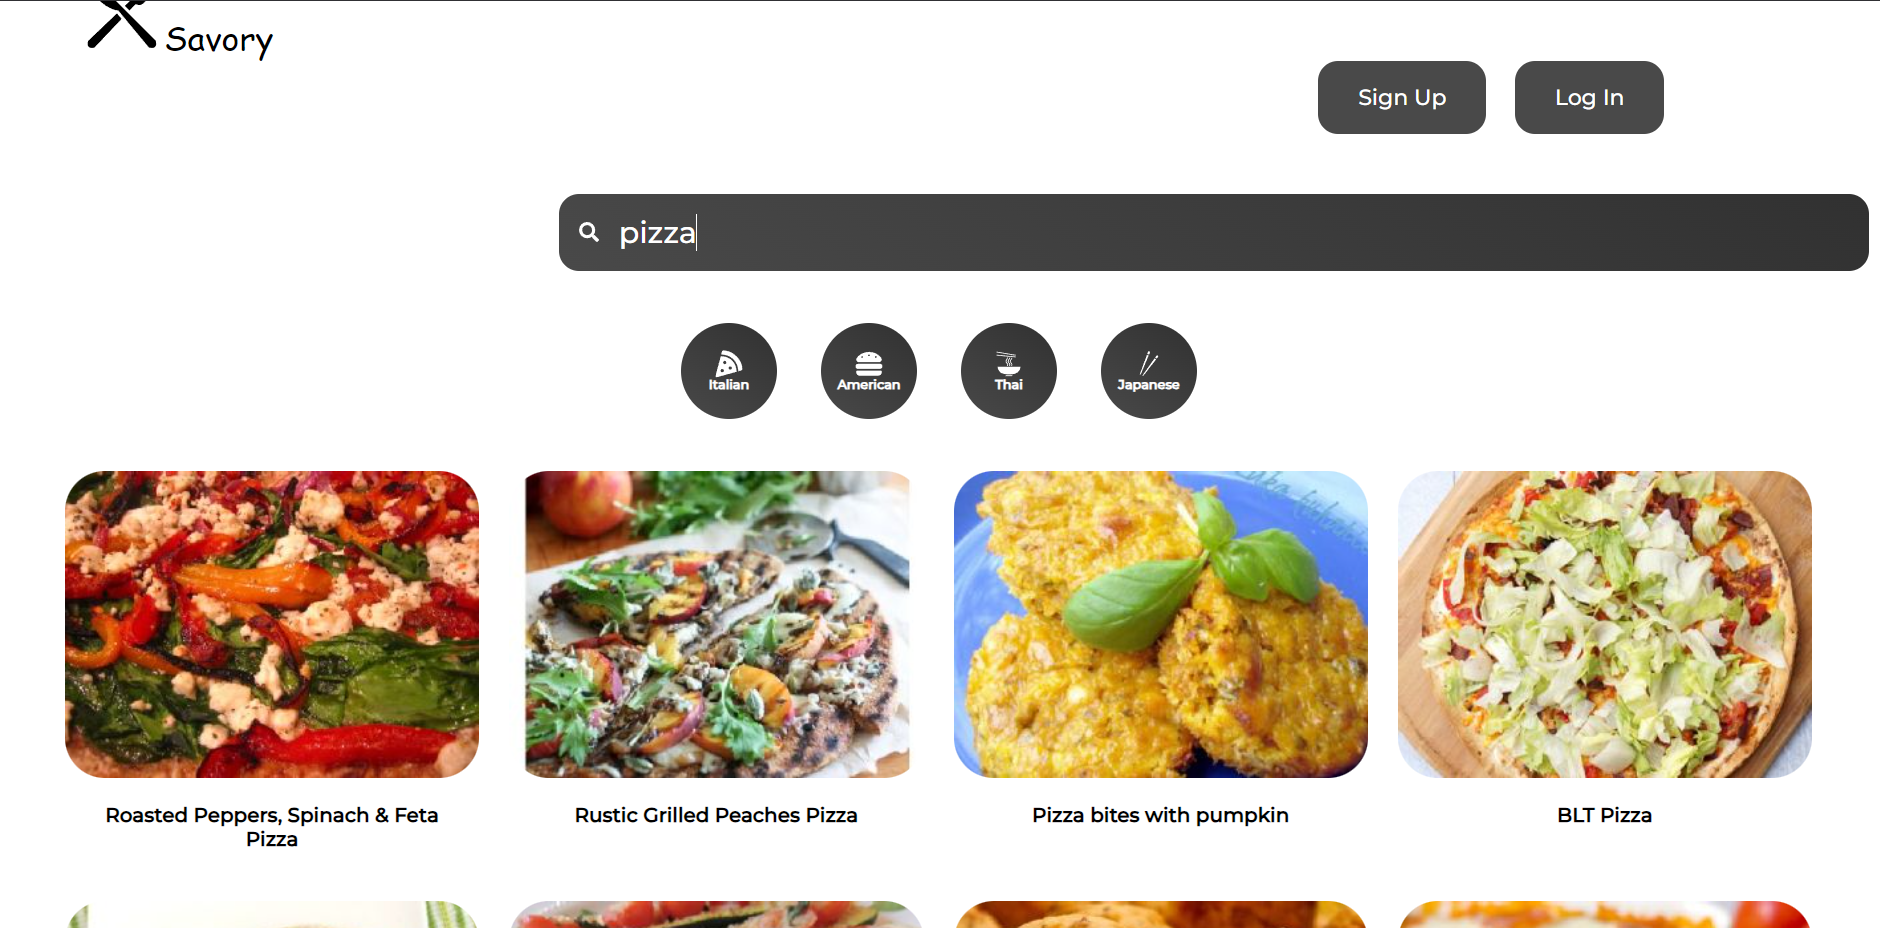 Savory
Sign Up
Log In
pizza
Italian
American
Thai
Japanese
Roasted Peppers, Spinach & Feta
Pizza
Rustic Grilled Peaches Pizza
Pizza bites with pumpkin
BLT Pizza